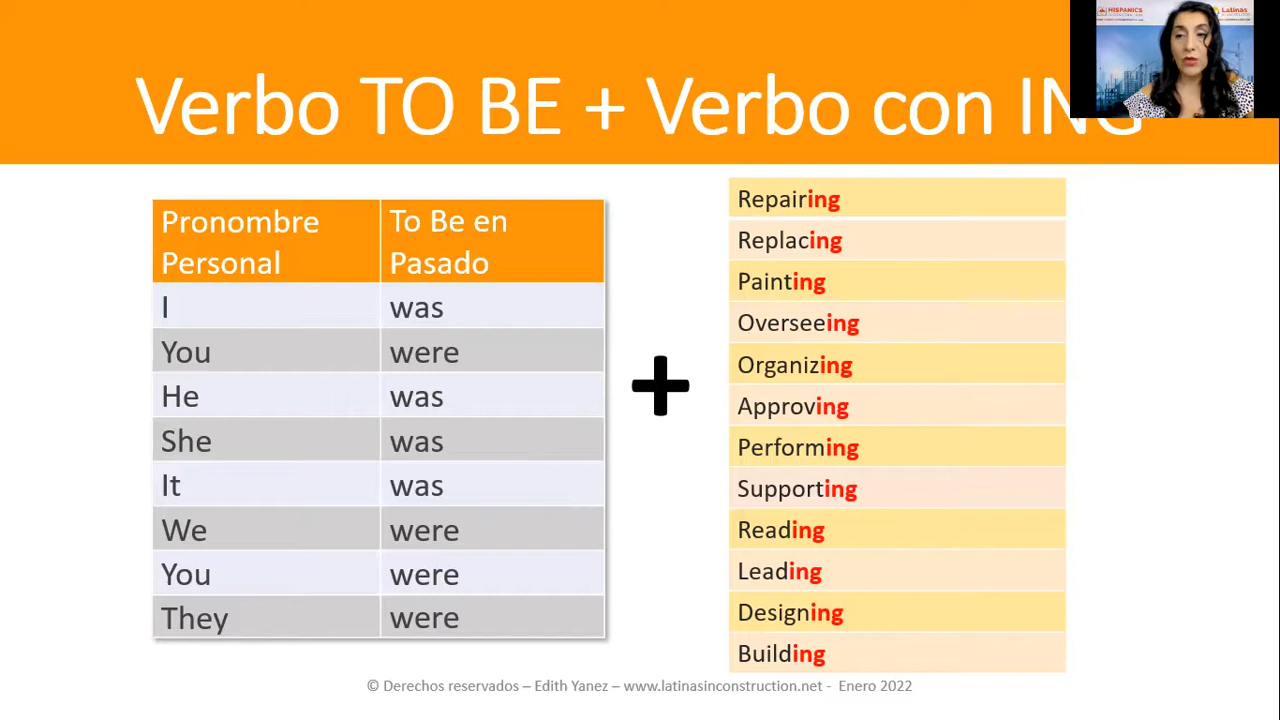 Verbo TO BE + Verbo con ING
HISPANICS
Latinas
Pronombre Personal
To Be en Pasado
I was
You were
He was
She was
It was
We were
You were
They were
+
Repairing
Replacing
Painting
Overseeing
Organizing
Approving
Performing
Supporting
Reading
Leading
Designing
Building
© Derechos reservados – Edith Yanez – www.latinasinconstruction.net - Enero 2022